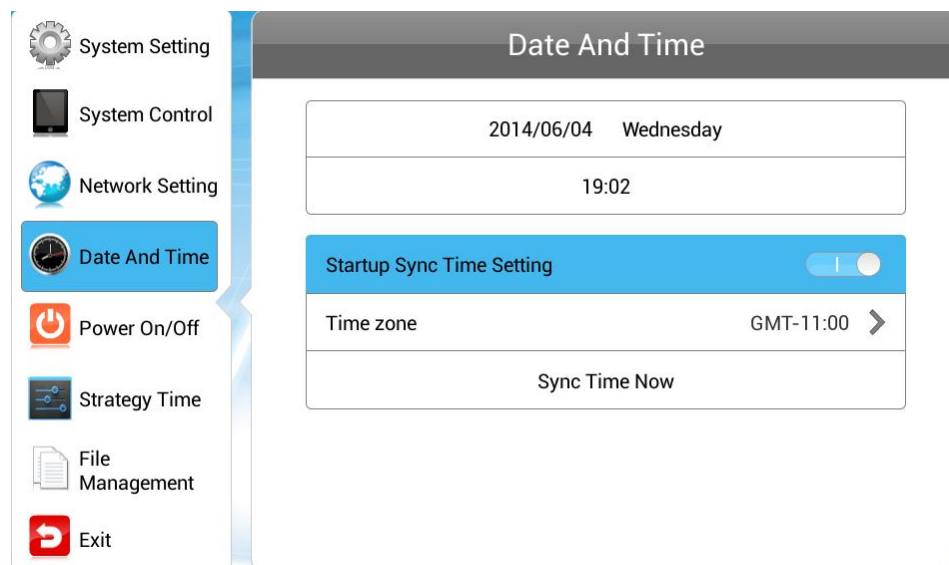 System Setting
System Control
Network Setting
Date And Time
Power On/Off
Strategy Time
File
Management
Exit
Date And Time
2014/06/04 Wednesday
19:02
Startup Sync Time Setting
Time zone GMT-11:00
Sync Time Now